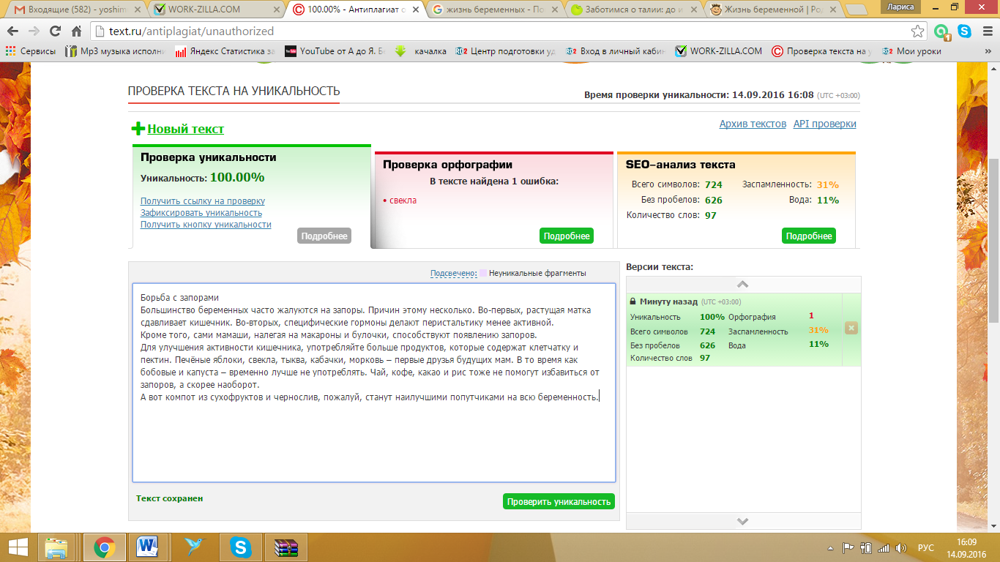 Входящие (582) - yoshim
WORK-ZILLA.COM
100.00% - Антиплагиат о
жизнь беременных - По
Заботимся о талии: до и
Жизнь беременной | Род
Лариса
text.ru/antiplagiat/unauthorized
Сервисы
Mp3 музыка исполни
Яндекс Статистика за
YouTube от А до Я. Б
качалка
Центр подготовки уд
Вход в личный кабин
WORK-ZILLA.COM
Проверка текста на у
Мои уроки
»
ПРОВЕРКА ТЕКСТА НА УНИКАЛЬНОСТЬ
Время проверки уникальности: 14.09.2016 16:08 (UTC +03:00)
Новый текст
Архив текстов API проверки
Проверка уникальности
Уникальность: 100.00%
Получить ссылку на проверку
Зафиксировать уникальность
Получить кнопку уникальности
Подробнее
Проверка орфографии
В тексте найдена 1 ошибка:
• свекла
Подробнее
SEO-анализ текста
Всего символов: 724 Заспамленность: 31%
Без пробелов: 626 Вода: 11%
Количество слов: 97
Подробнее
Подсвечено: Неуникальные фрагменты
Борьба с запорами
Большинство беременных часто жалуются на запоры. Причин этому несколько. Во-первых, растущая матка
сдавливает кишечник. Во-вторых, специфические гормоны делают перистальтику менее активной.
Кроме того, сами мамаши, налегая на макароны и булочки, способствуют появлению запоров.
Для улучшения активности кишечника, употребляйте больше продуктов, которые содержат клетчатку и
пектин. Печёные яблоки, свекла, тыква, кабачки, морковь – первые друзья будущих мам. В то время как
бобовые и капуста – временно лучше не употреблять. Чай, кофе, какао и рис тоже не помогут избавиться от
запоров, а скорее наоборот.
А вот компот из сухофруктов и чернослив, пожалуй, станут наилучшими попутчиками на всю беременность.
Текст сохранен
Проверить уникальность
Версии текста:
Минуту назад (UTC +03:00)
Уникальность 100% Орфография 1
Всего символов 724 Заспамленность 31%
Без пробелов 626 Вода 11%
Количество слов 97
РУС
16:09
14.09.2016